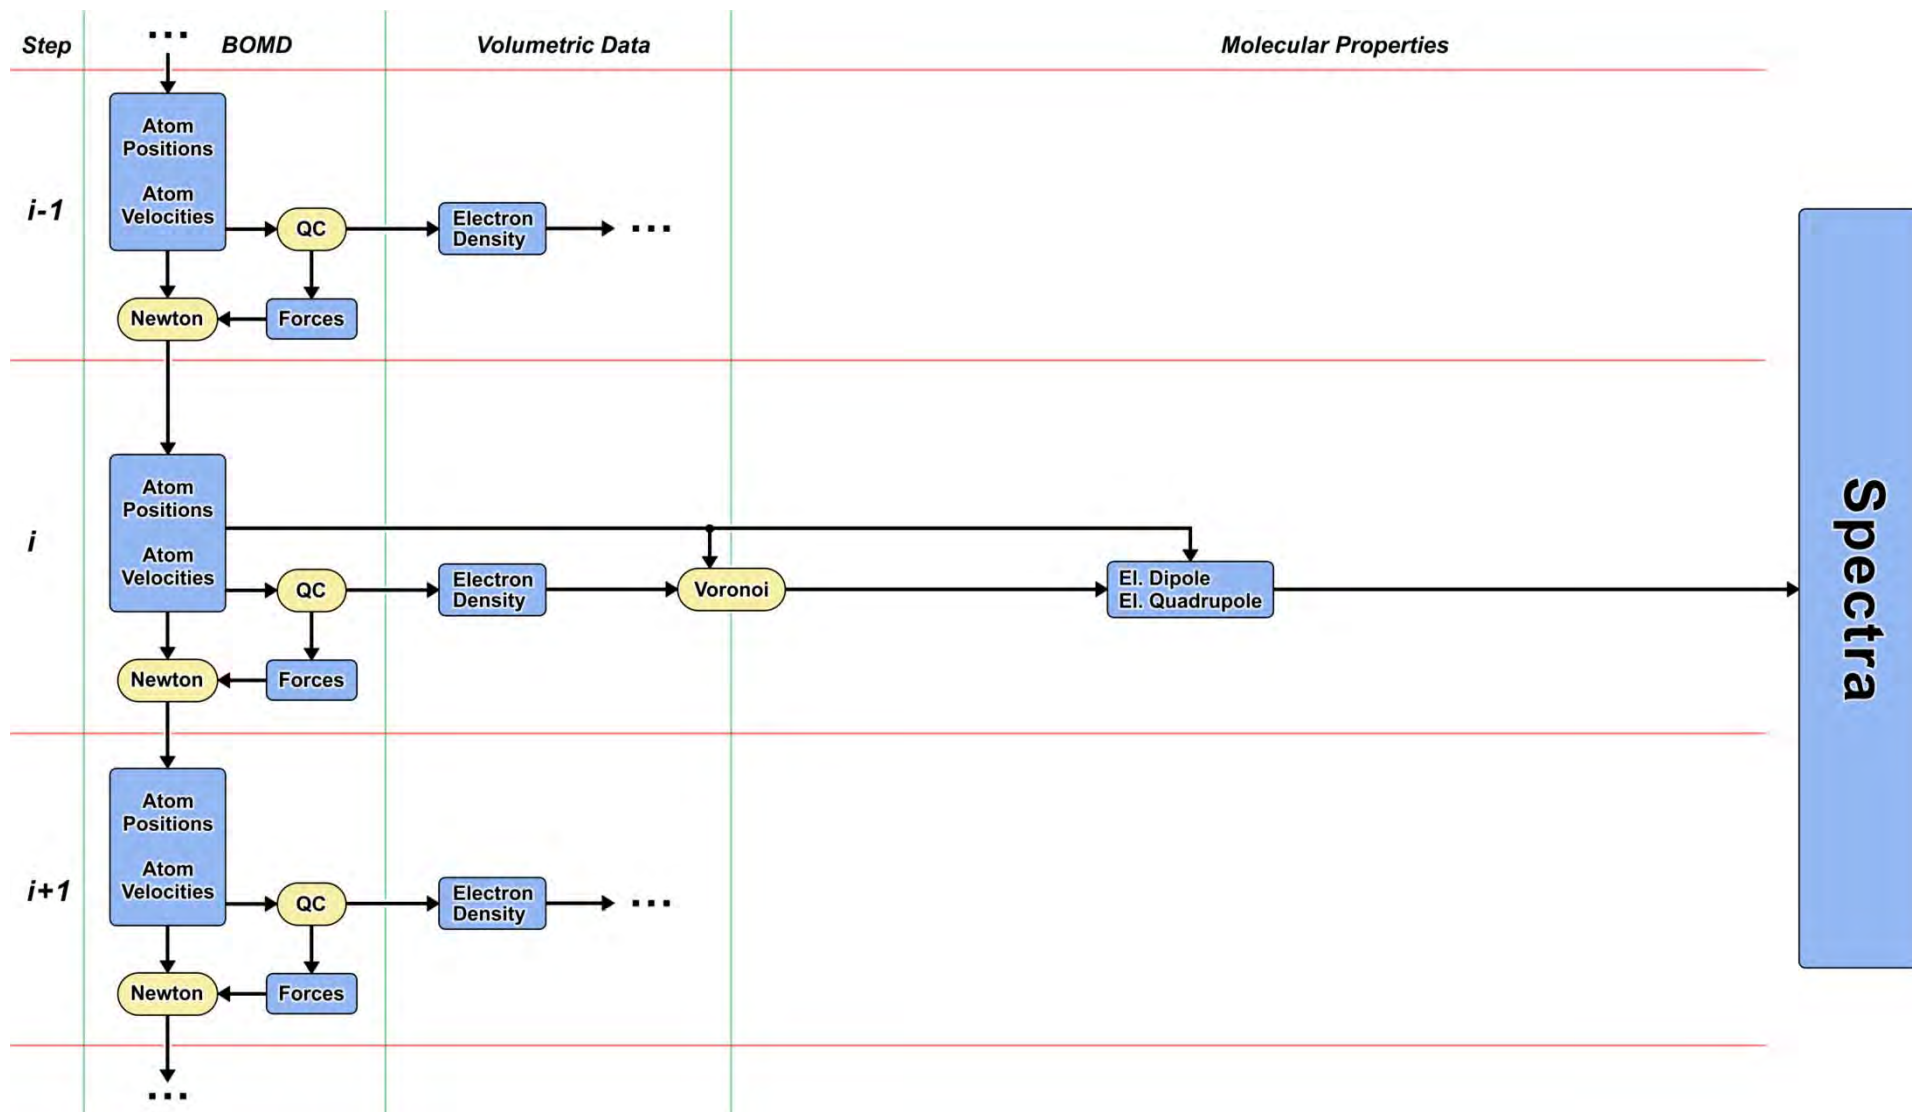 Step
...
BOMD
Volumetric Data
Molecular Properties
i-1
Atom
Positions
Atom
Velocities
QC
Electron
Density
...
Newton
Forces
i
Atom
Positions
Atom
Velocities
QC
Electron
Density
Voronoi
El. Dipole
El. Quadrupole
Newton
Forces
Spectra
i+1
Atom
Positions
Atom
Velocities
QC
Electron
Density
...
Newton
Forces
...